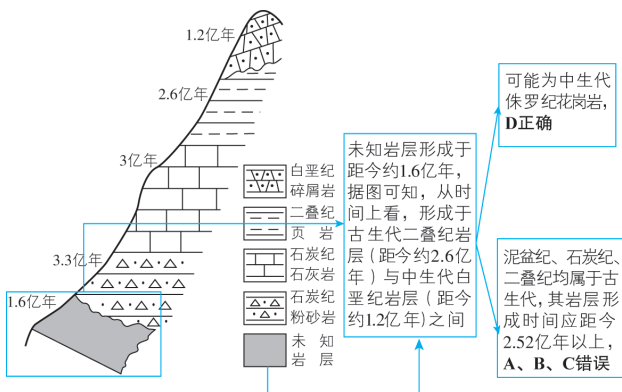 1.2亿年
2.6亿年
3亿年
3.3亿年
1.6亿年
白垩纪
碎屑岩
二叠纪
页岩
石炭纪
石灰岩
石炭纪
粉砂岩
未知
岩层
未知岩层形成于
距今约1.6亿年，
据图可知，从时
间上看，形成于
古生代二叠纪岩
层（距今约2.6亿
年）与中生代白
垩纪岩层（距今
约1.2亿年）之间
可能为中生代
侏罗纪花岗岩，
D正确
泥盆纪、石炭纪、
二叠纪均属于古
生代，其岩层形
成时间应距今
2.52亿年以上，
A、B、C错误